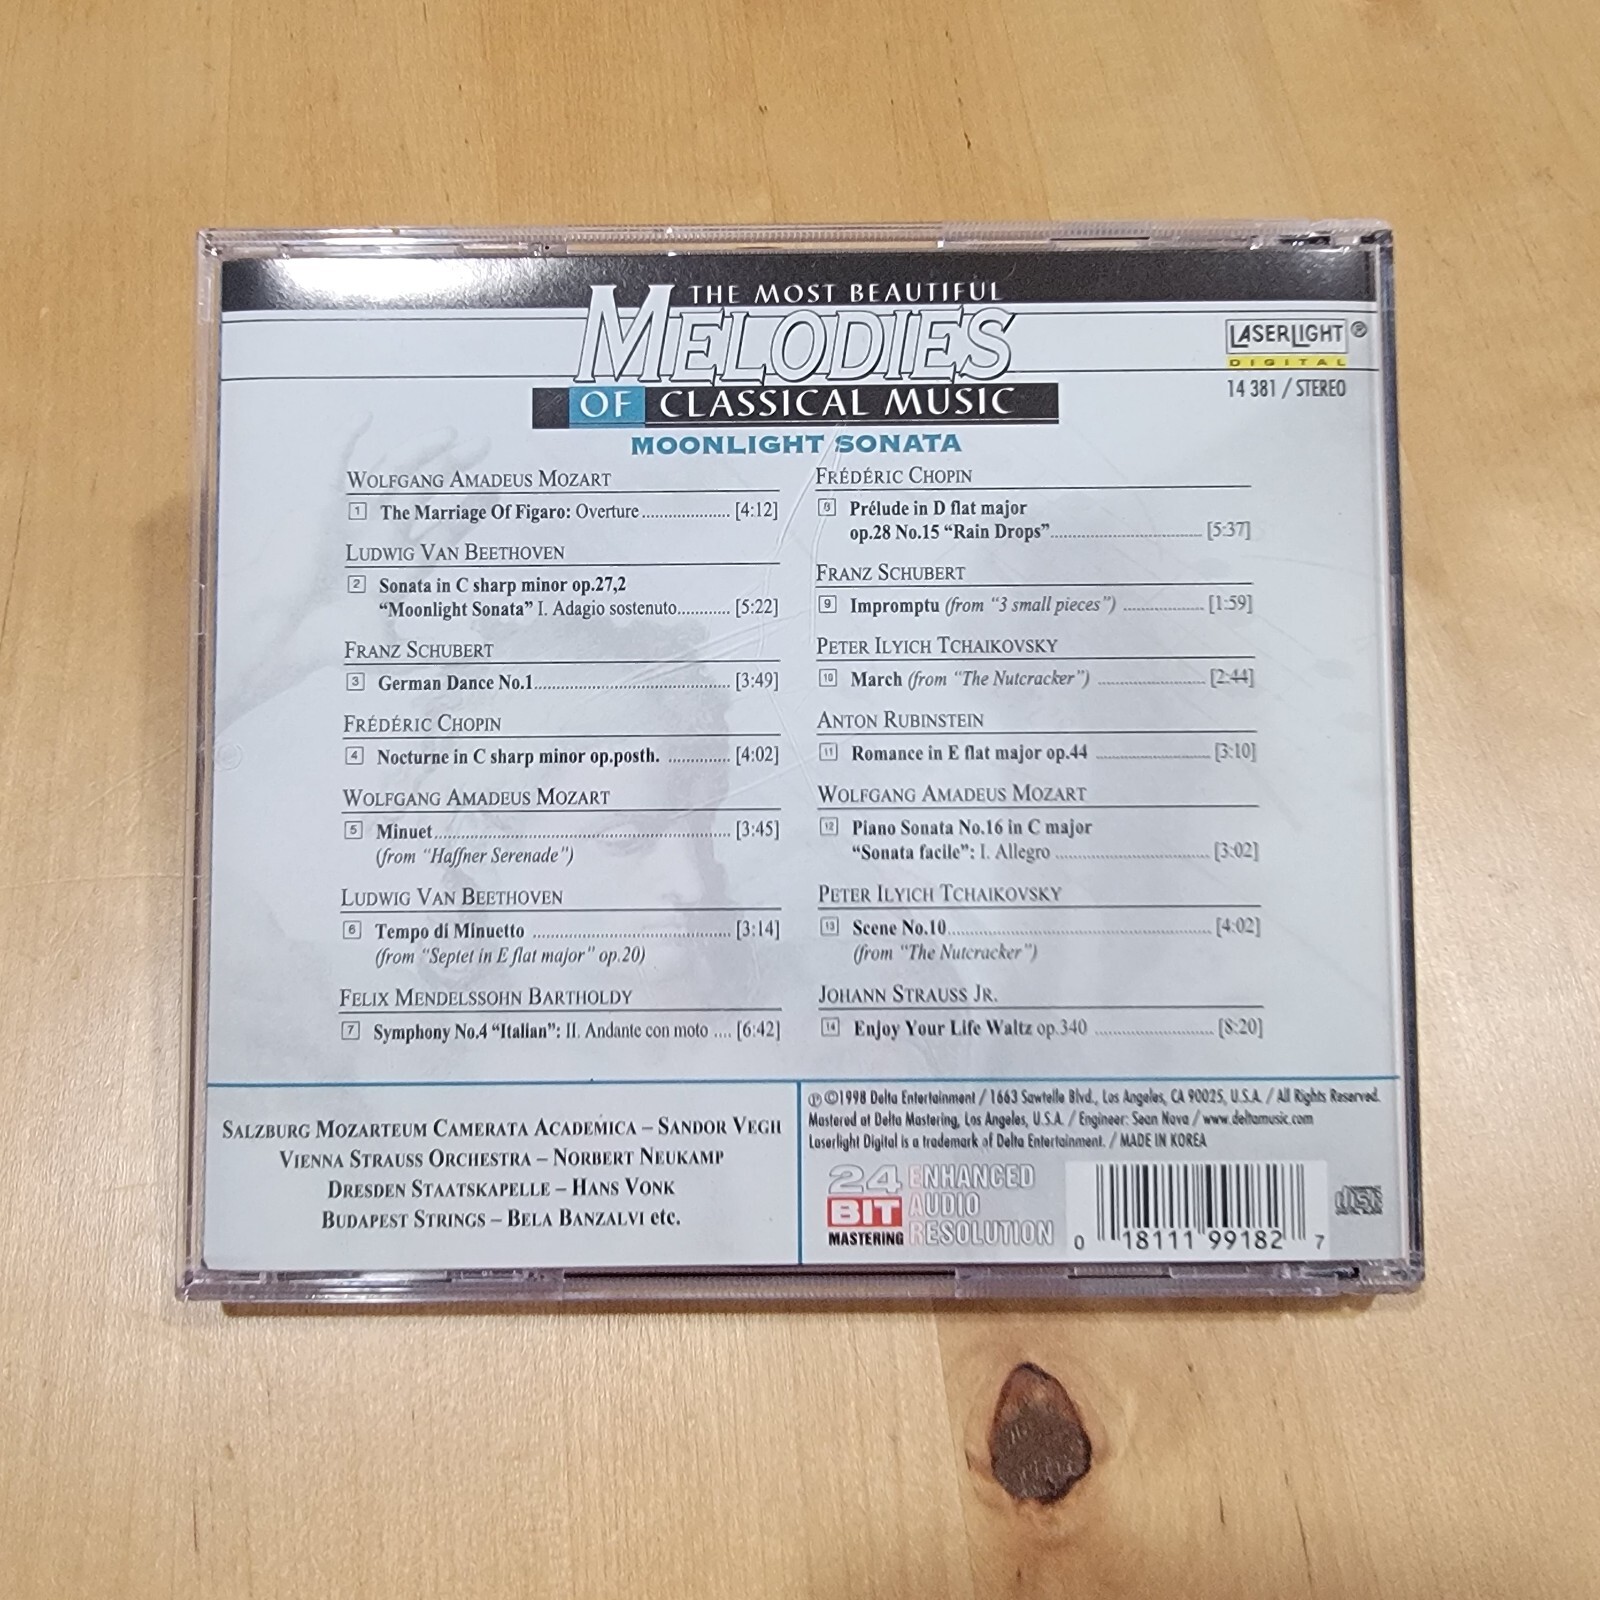 THE MOST BEAUTIFUL
MELODIES
OF CLASSICAL MUSIC
MOONLIGHT SONATA
LASERLIGHT®
DIGITAL
14 381 / STEREO
WOLFGANG AMADEUS MOZART
1 The Marriage Of Figaro: Overture .................... [4:12]
LUDWIG VAN BEETHOVEN
2 Sonata in C sharp minor op.27,2
“Moonlight Sonata” I. Adagio sostenuto............ [5:22]
FRANZ SCHUBERT
3 German Dance No.1............................................ [3:49]
FRÉDÉRIC CHOPIN
4 Nocturne in C sharp minor op.posth. .............. [4:02]
WOLFGANG AMADEUS MOZART
5 Minuet.................................................................. [3:45]
(from “Haffner Serenade”)
LUDWIG VAN BEETHOVEN
6 Tempo di Minuetto ............................................ [3:14]
(from “Septet in E flat major” op.20)
FELIX MENDELSSOHN BARTHOLDY
7 Symphony No.4 “Italian”: II. Andante con moto .... [6:42]
FRÉDÉRIC CHOPIN
8 Prélude in D flat major
op.28 No.15 “Rain Drops”.................................. [5:37]
FRANZ SCHUBERT
9 Impromptu (from “3 small pieces”) .................. [1:59]
PETER ILYICH TCHAIKOVSKY
10 March (from “The Nutcracker”) ........................ [2:44]
ANTON RUBINSTEIN
11 Romance in E flat major op.44 .......................... [3:10]
WOLFGANG AMADEUS MOZART
12 Piano Sonata No.16 in C major
“Sonata facile”: I. Allegro .................................. [3:02]
PETER ILYICH TCHAIKOVSKY
13 Scene No.10........................................................... [4:02]
(from “The Nutcracker”)
JOHANN STRAUSS JR.
14 Enjoy Your Life Waltz op.340 .......................... [8:20]
SALZBURG MOZARTEUM CAMERATA ACADEMICA – SANDOR VEGH
VIENNA STRAUSS ORCHESTRA – NORBERT NEUKAMP
DRESDEN STAATSKAPELLE – HANS VONK
BUDAPEST STRINGS – BELA BANZALVI etc.
℗©1998 Delta Entertainment / 1663 Sawtelle Blvd., Los Angeles, CA 90025, U.S.A. / All Rights Reserved.
Mastered at Delta Mastering, Los Angeles, U.S.A. / Engineer: Sean Nava / www.deltamusic.com
Laserlight Digital is a trademark of Delta Entertainment. / MADE IN KOREA
24 ENHANCED
BIT AUDIO
MASTERING RESOLUTION
0 18111 99182 7
disc